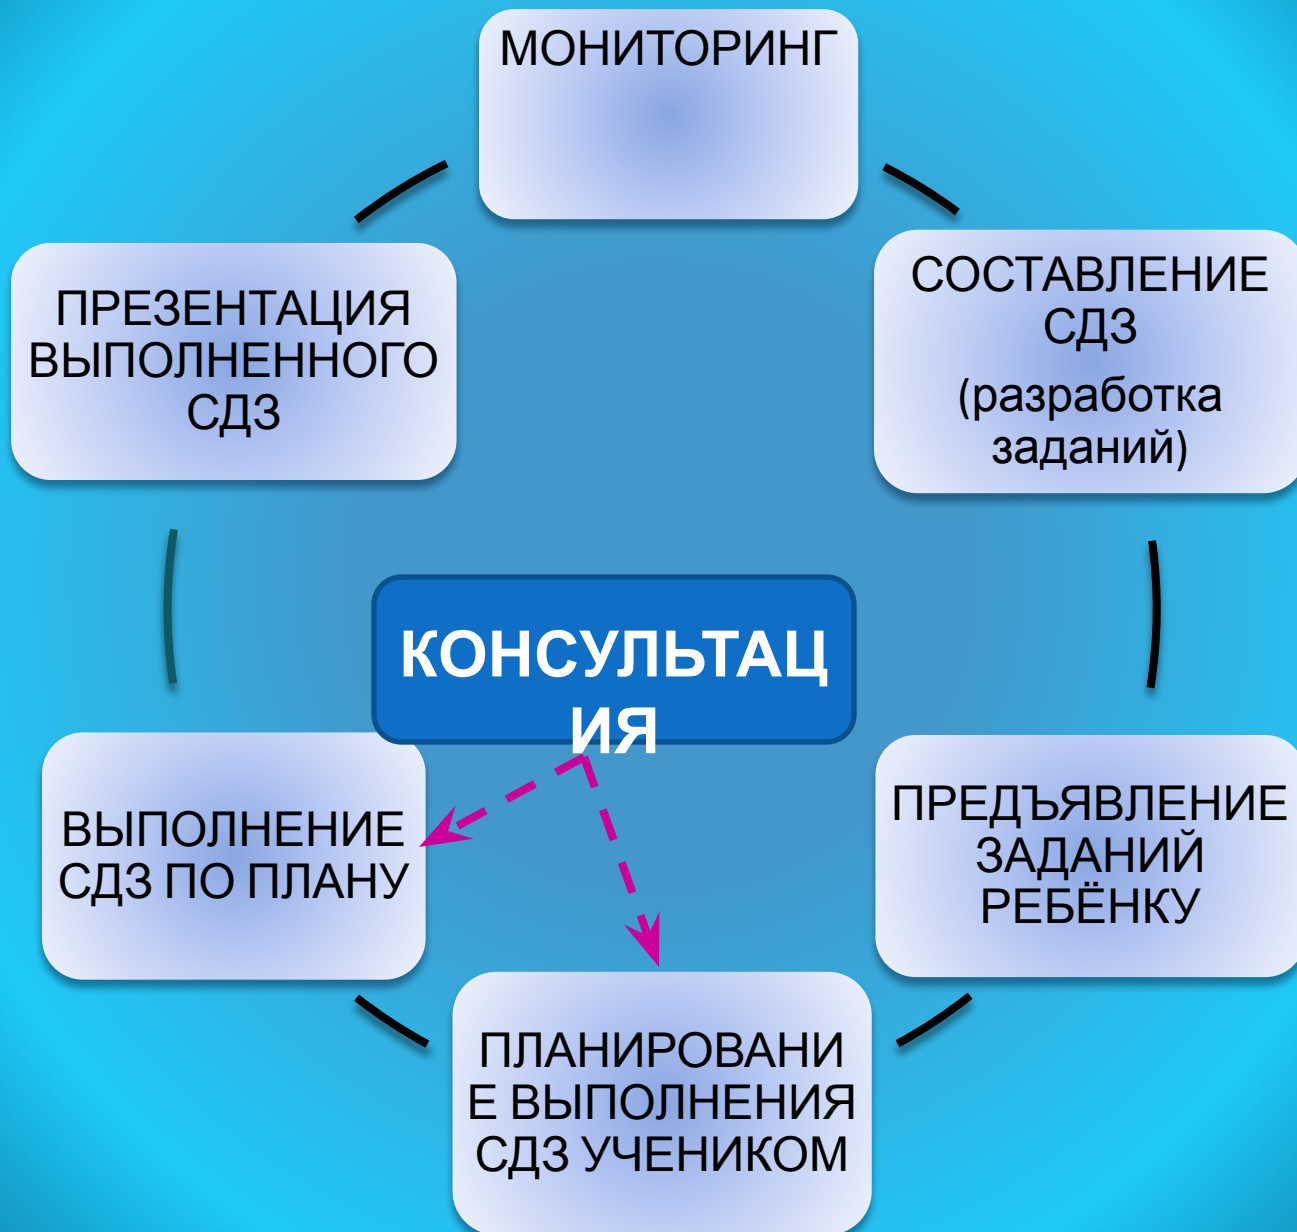 МОНИТОРИНГ
СОСТАВЛЕНИЕ
СДЗ
(разработка
заданий)
ПРЕЗЕНТАЦИЯ
ВЫПОЛНЕННОГО
СДЗ
КОНСУЛЬТАЦ
ИЯ
ПРЕДЪЯВЛЕНИЕ
ЗАДАНИЙ
РЕБЁНКУ
ВЫПОЛНЕНИЕ
СДЗ ПО ПЛАНУ
ПЛАНИРОВАНИ
Е ВЫПОЛНЕНИЯ
СДЗ УЧЕНИКОМ